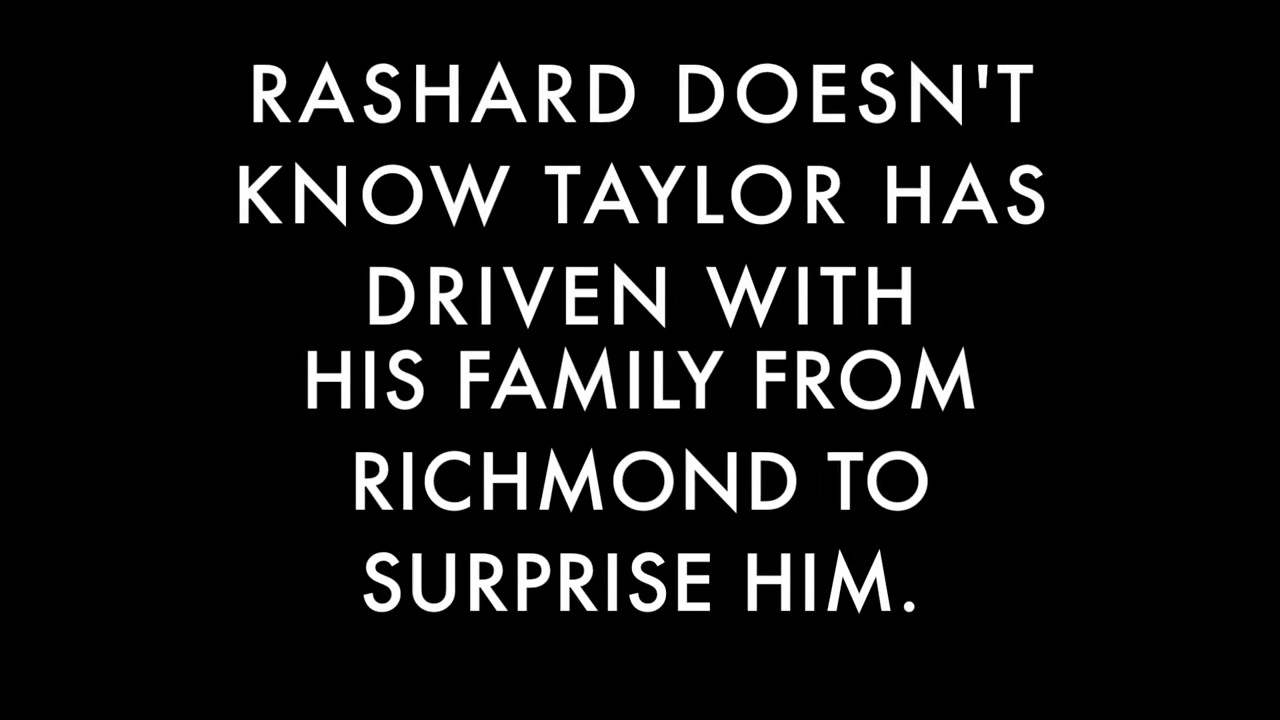 RASHARD DOESN'T
KNOW TAYLOR HAS
DRIVEN WITH
HIS FAMILY FROM
RICHMOND TO
SURPRISE HIM.